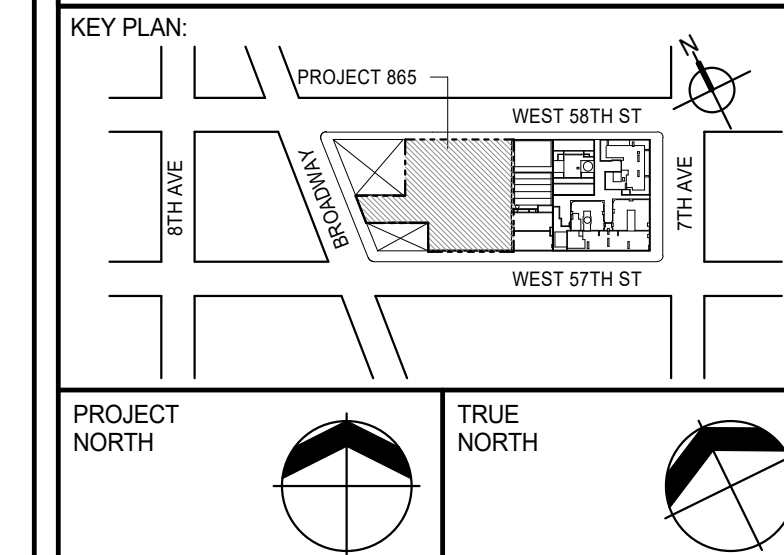 KEY PLAN:
PROJECT 865
N
WEST 58TH ST
8TH AVE
BROADWAY
7TH AVE
WEST 57TH ST
PROJECT
NORTH
TRUE
NORTH